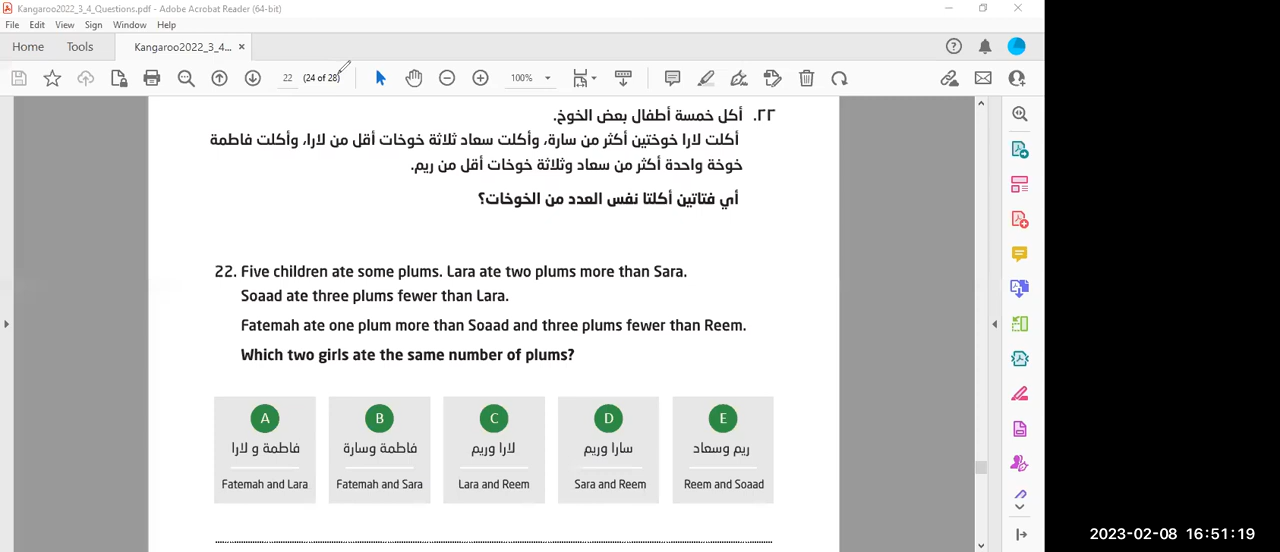 Kangaroo2022_3_4_Questions.pdf - Adobe Acrobat Reader (64-bit)
File Edit View Sign Window Help
Home Tools Kangaroo2022_3_4... ×
22 (24 of 28) 100%
٢٢. أكل خمسة أطفال بعض الخوخ.
أكلت لارا خوختين أكثر من سارة، وأكلت سعاد ثلاثة خوخات أقل من لارا، وأكلت فاطمة
خوخة واحدة أكثر من سعاد وثلاثة خوخات أقل من ريم.
أي فتاتين أكلتا نفس العدد من الخوخات؟
22. Five children ate some plums. Lara ate two plums more than Sara.
Soaad ate three plums fewer than Lara.
Fatemah ate one plum more than Soaad and three plums fewer than Reem.
Which two girls ate the same number of plums?
A B C D E
فاطمة و لارا
فاطمة وسارة
لارا وريم
سارا وريم
ريم وسعاد
Fatemah and Lara
Fatemah and Sara
Lara and Reem
Sara and Reem
Reem and Soaad
2023-02-08 16:51:19